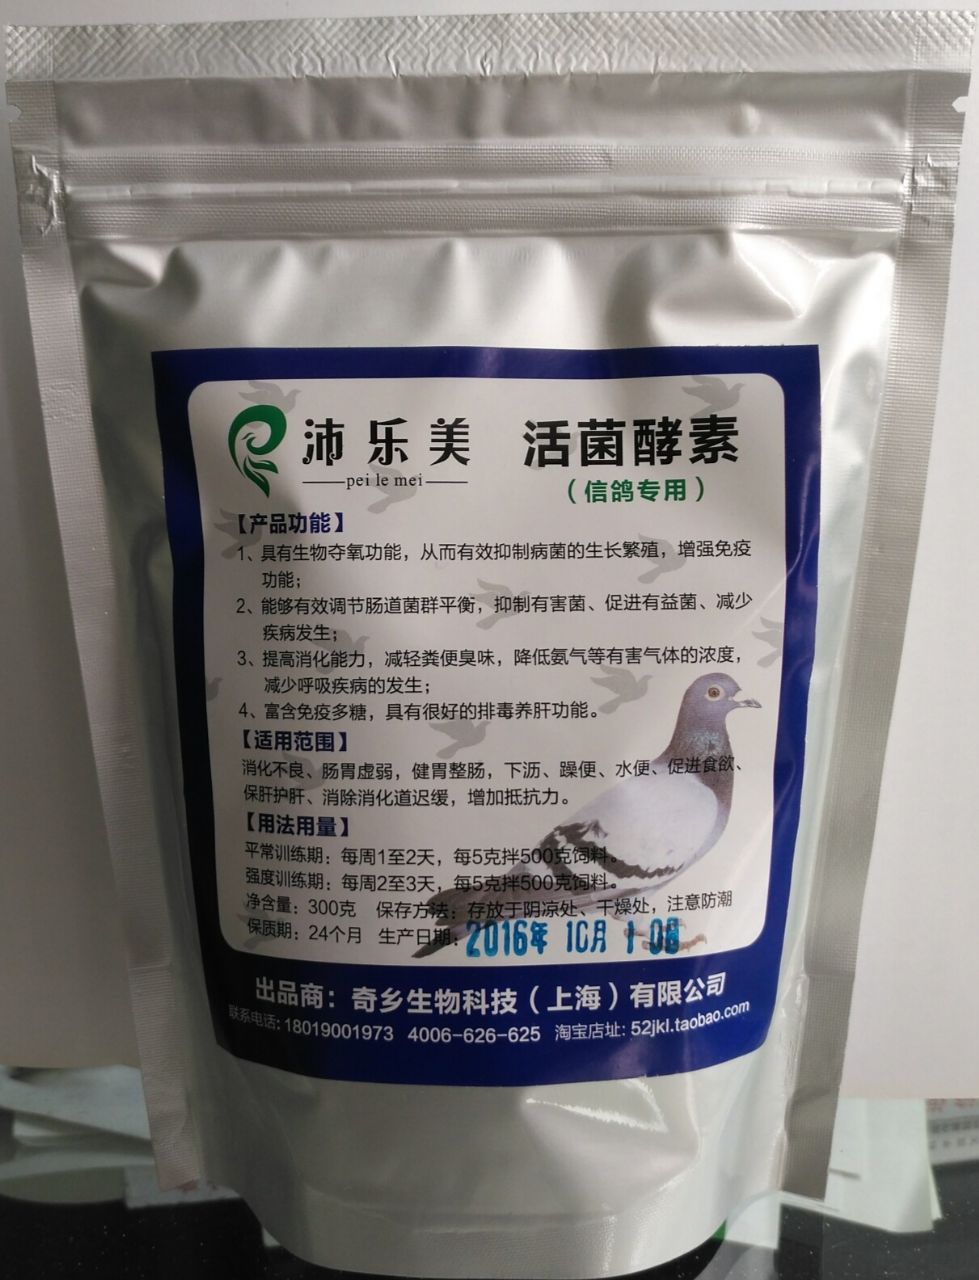 沛乐美 活菌酵素
pei le mei
（信鸽专用）
【产品功能】
1、具有生物夺氧功能，从而有效抑制病菌的生长繁殖，增强免疫
功能；
2、能够有效调节肠道菌群平衡，抑制有害菌、促进有益菌、减少
疾病发生；
3、提高消化能力，减轻粪便臭味，降低氨气等有害气体的浓度，
减少呼吸疾病的发生；
4、富含免疫多糖，具有很好的排毒养肝功能。
【适用范围】
消化不良、肠胃虚弱，健胃整肠，下沥、躁便、水便、促进食欲、
保肝护肝、消除消化道迟缓，增加抵抗力。
【用法用量】
平常训练期：每周1至2天，每5克拌500克饲料。
强度训练期：每周2至3天，每5克拌500克饲料。
净含量：300克 保存方法：存放于阴凉处、干燥处，注意防潮
保质期：24个月 生产日期：2016年 10月
出品商：奇乡生物科技（上海）有限公司
联系电话：18019001973 4006-626-625 淘宝店址：52jkl.taobao.com